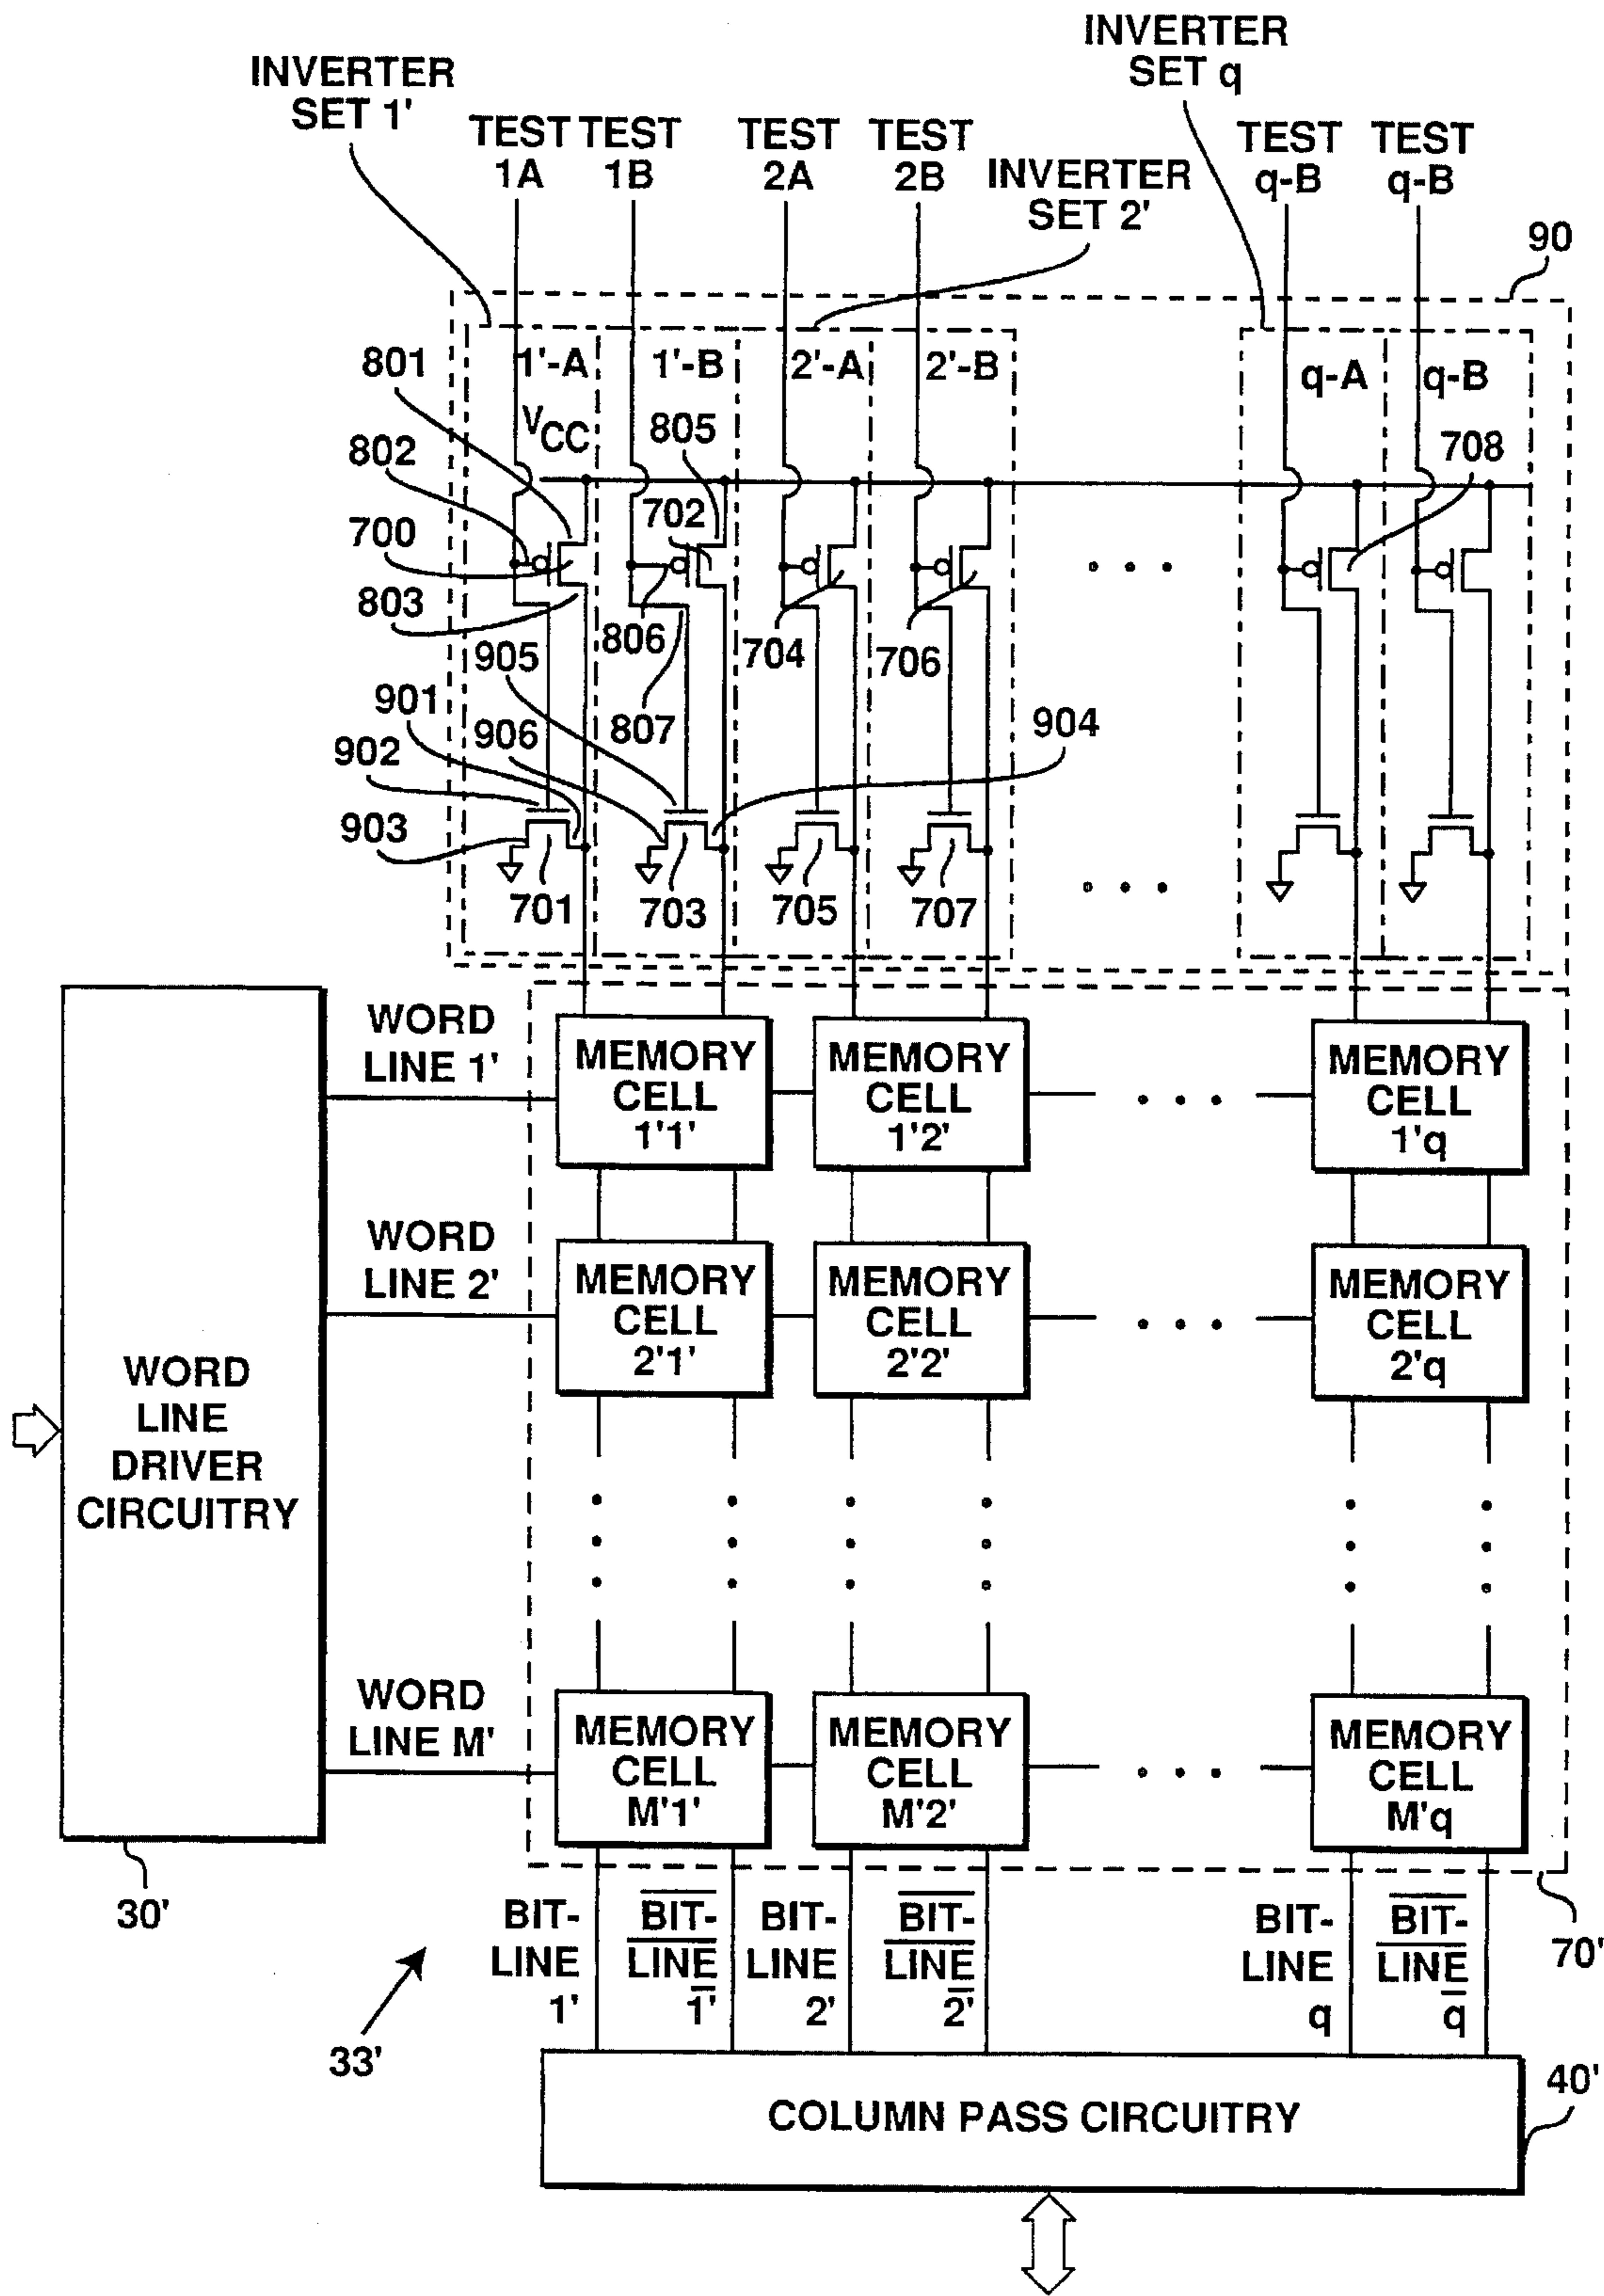 INVERTER
SET 1'
INVERTER
SET q
TEST
1A
TEST
1B
TEST
2A
TEST
2B
INVERTER
SET 2'
TEST
q-B
TEST
q-B
90
1'-A
1'-B
2'-A
2'-B
q-A
q-B
801
VCC
805
708
802
702
700
803
806
704
706
905
901
807
904
906
902
903
701
703
705
707
WORD
LINE 1'
MEMORY
CELL
1'1'
MEMORY
CELL
1'2'
MEMORY
CELL
1'q
WORD
LINE 2'
MEMORY
CELL
2'1'
MEMORY
CELL
2'2'
MEMORY
CELL
2'q
WORD
LINE
DRIVER
CIRCUITRY
WORD
LINE M'
MEMORY
CELL
M'1'
MEMORY
CELL
M'2'
MEMORY
CELL
M'q
30'
BIT-
LINE
1'
BIT-
LINE
1'
BIT-
LINE
2'
BIT-
LINE
2'
BIT-
LINE
q
BIT-
LINE
q
70'
33'
40'
COLUMN PASS CIRCUITRY